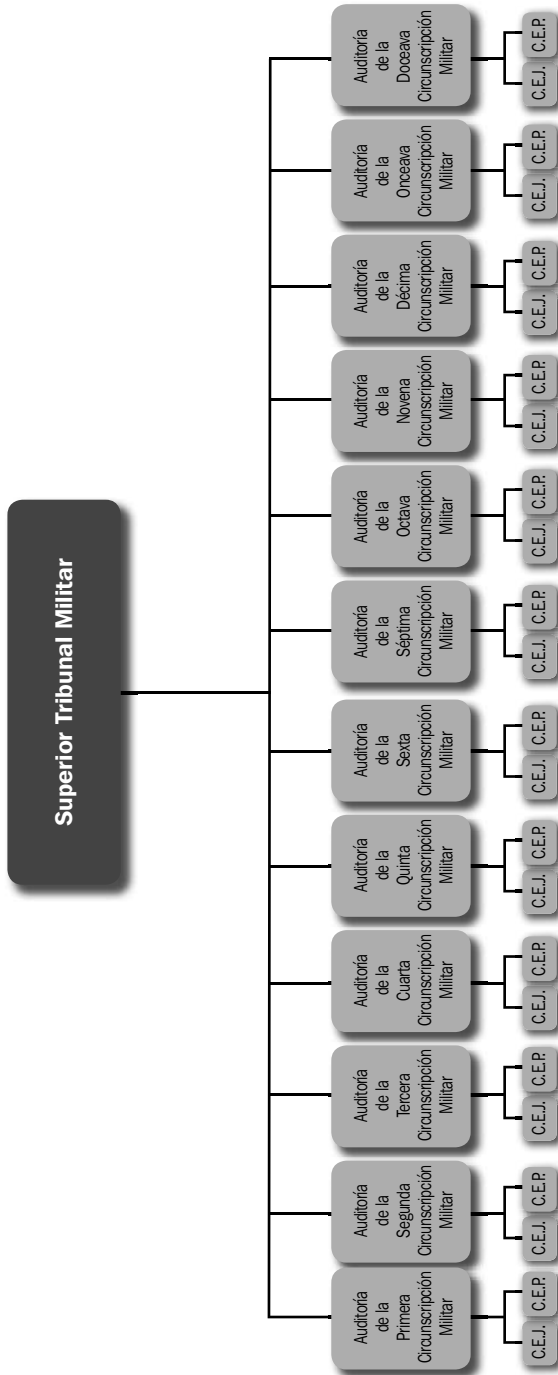 Superior Tribunal Militar
Auditoría
de la
Primera
Circunscripción
Militar
C.E.J.
C.E.P.
Auditoría
de la
Segunda
Circunscripción
Militar
C.E.J.
C.E.P.
Auditoría
de la
Tercera
Circunscripción
Militar
C.E.J.
C.E.P.
Auditoría
de la
Cuarta
Circunscripción
Militar
C.E.J.
C.E.P.
Auditoría
de la
Quinta
Circunscripción
Militar
C.E.J.
C.E.P.
Auditoría
de la
Sexta
Circunscripción
Militar
C.E.J.
C.E.P.
Auditoría
de la
Séptima
Circunscripción
Militar
C.E.J.
C.E.P.
Auditoría
de la
Octava
Circunscripción
Militar
C.E.J.
C.E.P.
Auditoría
de la
Novena
Circunscripción
Militar
C.E.J.
C.E.P.
Auditoría
de la
Décima
Circunscripción
Militar
C.E.J.
C.E.P.
Auditoría
de la
Onceava
Circunscripción
Militar
C.E.J.
C.E.P.
Auditoría
de la
Doceava
Circunscripción
Militar
C.E.J.
C.E.P.